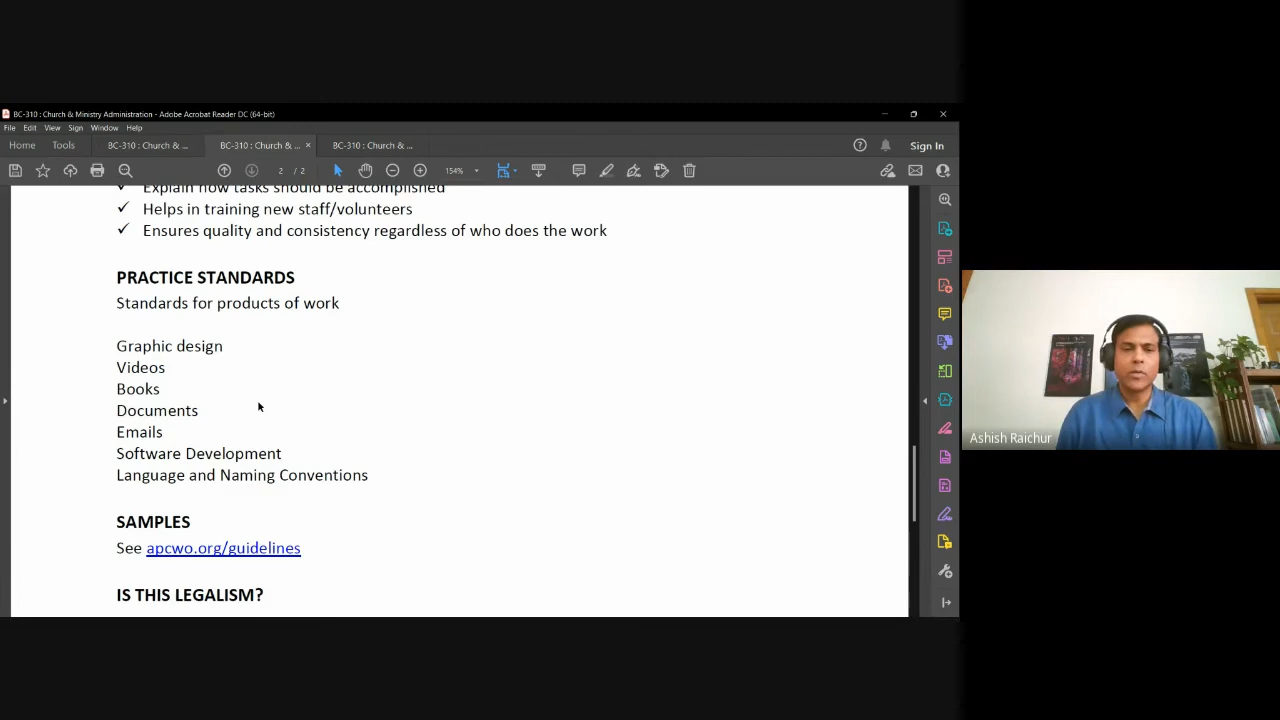 BC-310 : Church & Ministry Administration - Adobe Acrobat Reader DC (64-bit)
File Edit View Sign Window Help
Home Tools BC-310 : Church & ... BC-310 : Church & ... × BC-310 : Church & ... Sign In
2 / 2 154%
✓ Explain how tasks should be accomplished
✓ Helps in training new staff/volunteers
✓ Ensures quality and consistency regardless of who does the work
PRACTICE STANDARDS
Standards for products of work
Graphic design
Videos
Books
Documents
Emails
Software Development
Language and Naming Conventions
SAMPLES
See apcwo.org/guidelines
IS THIS LEGALISM?
Ashish Raichur